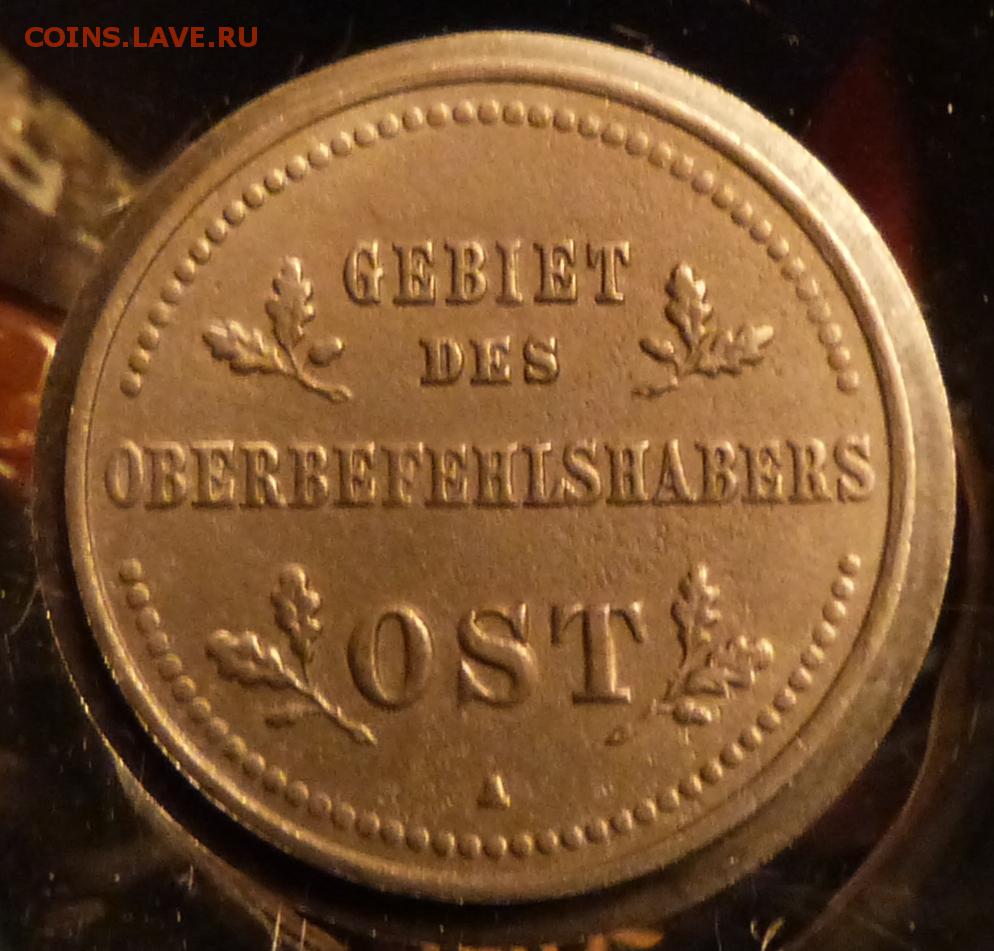 COINS.LAVE.RU
GEBIET
DES
OBERBEFEHLSHABERS
OST
A